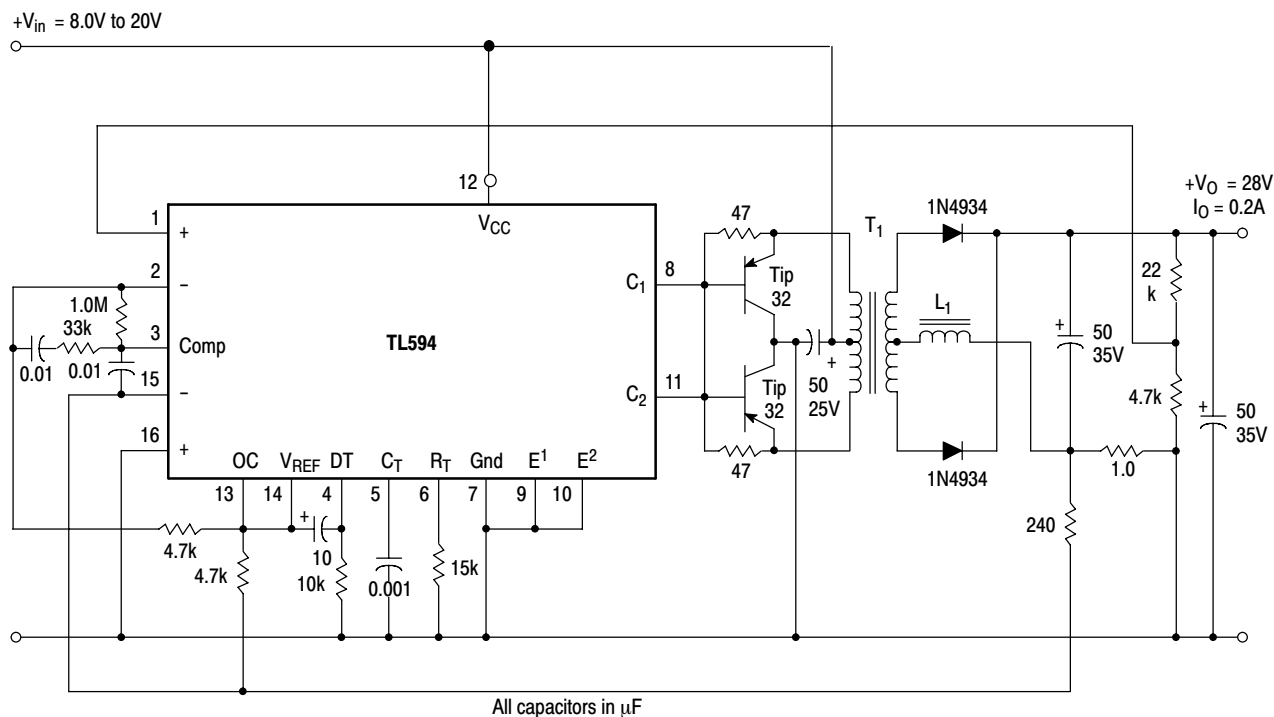 +Vin = 8.0V to 20V
12
VCC
+VO = 28V
IO = 0.2A
1
+
47
T1
1N4934
2
−
C1
8
Tip
32
22
k
1.0M
33k
3
Comp
TL594
L1
+
50
35V
0.01
0.01
15
−
C2
11
Tip
32
+
50
25V
4.7k
+
50
35V
16
+
OC
VREF
DT
CT
RT
Gnd
E1
E2
47
1N4934
1.0
13
14
4
5
6
7
9
10
+
240
4.7k
10
4.7k
10k
0.001
15k
All capacitors in μF